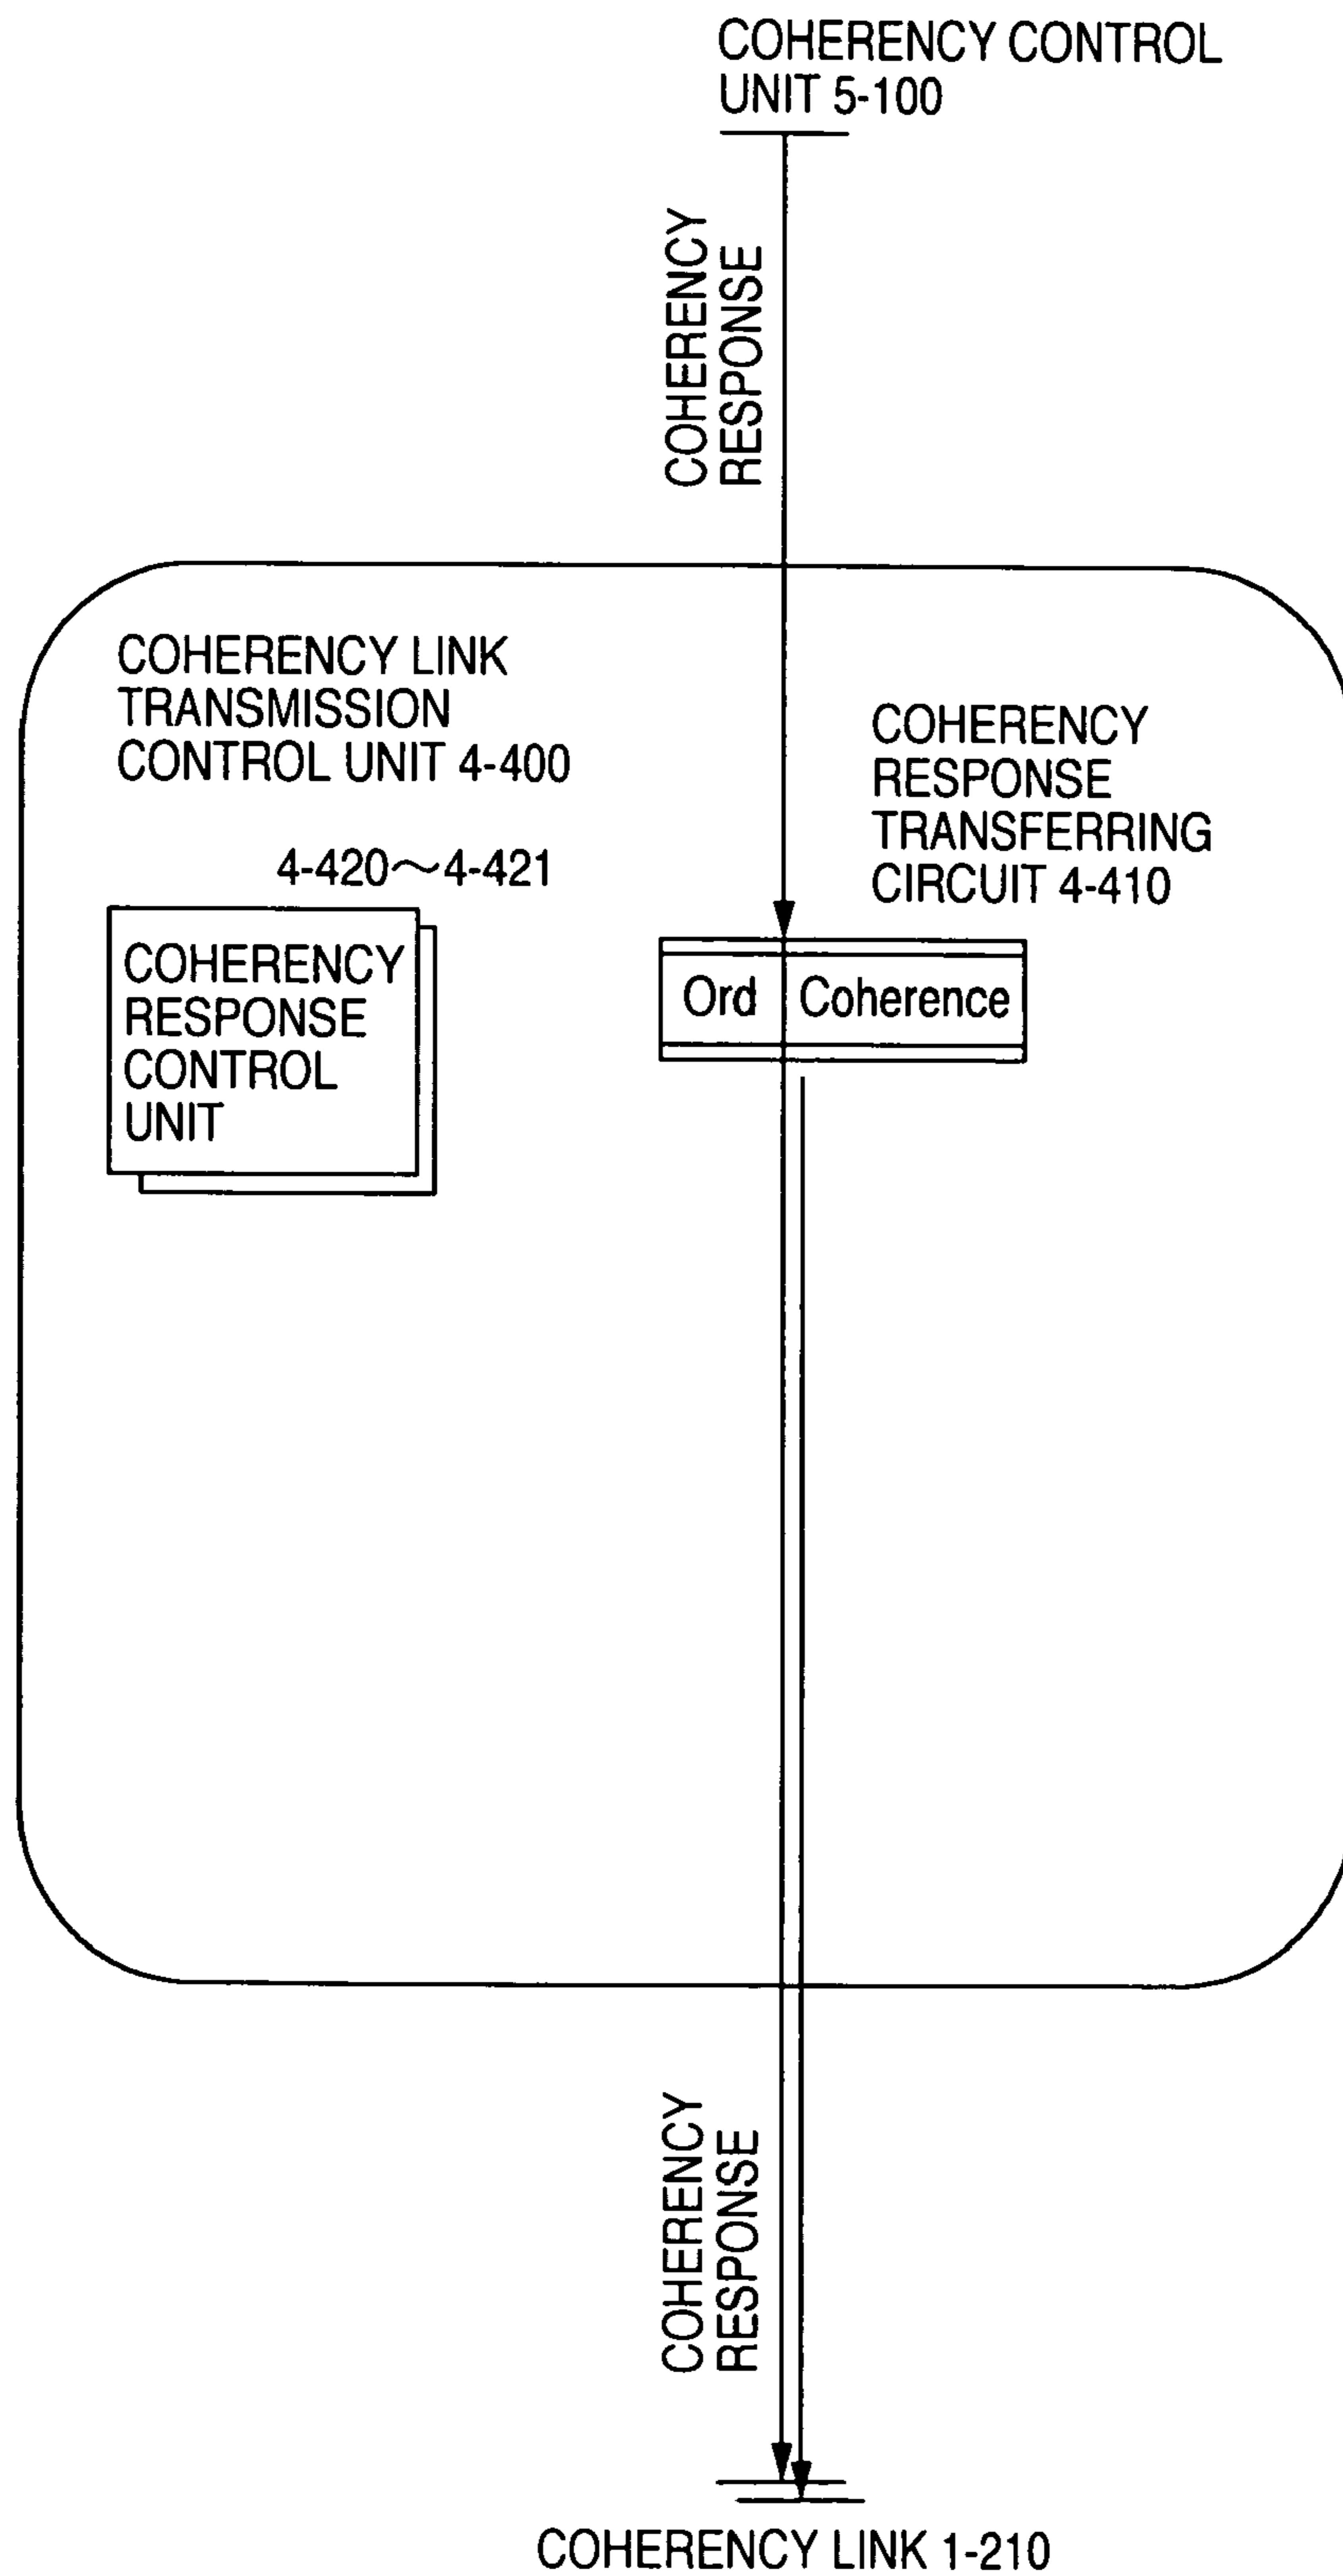 COHERENCY CONTROL
UNIT 5-100
COHERENCY
RESPONSE
COHERENCY LINK
TRANSMISSION
CONTROL UNIT 4-400
COHERENCY
RESPONSE
TRANSFERRING
CIRCUIT 4-410
4-420～4-421
COHERENCY
RESPONSE
CONTROL
UNIT
Ord Coherence
COHERENCY
RESPONSE
COHERENCY LINK 1-210